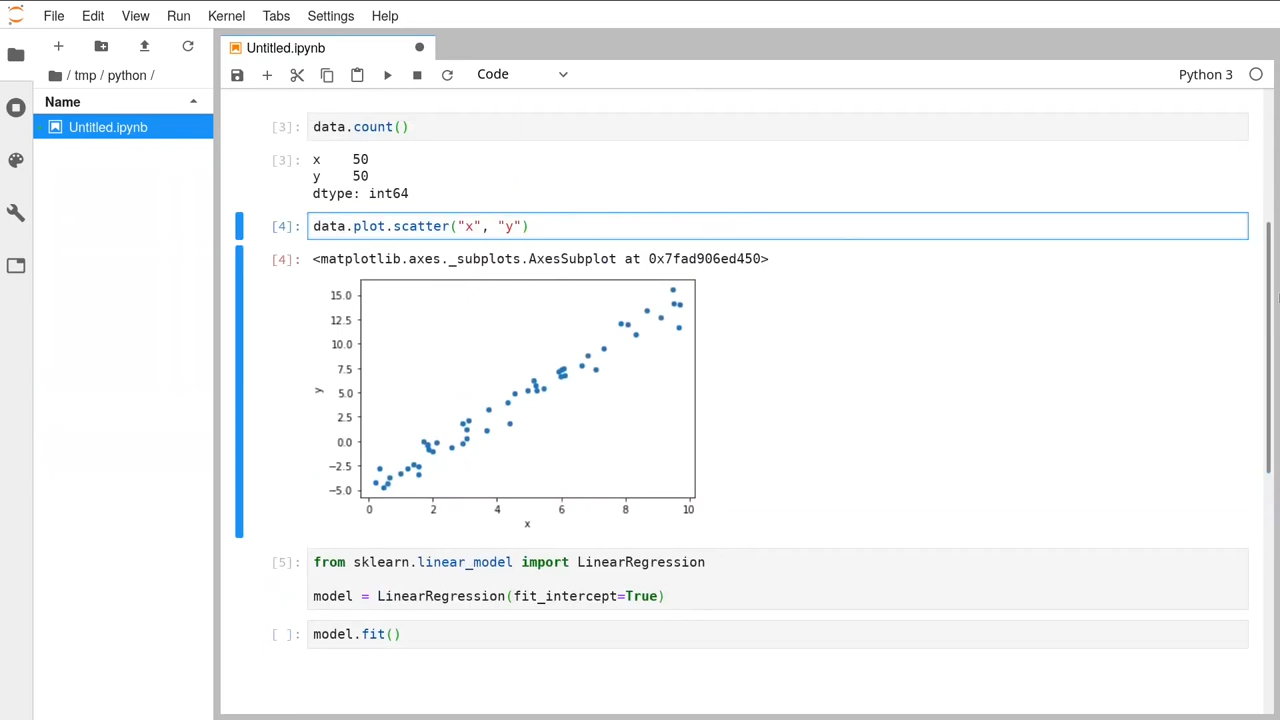 File Edit View Run Kernel Tabs Settings Help
Untitled.ipynb
/ tmp / python /
Code
Python 3
Name
Untitled.ipynb
[3]: data.count()
[3]: x 50
y 50
dtype: int64
[4]: data.plot.scatter("x", "y")
[4]: <matplotlib.axes._subplots.AxesSubplot at 0x7fad906ed450>
15.0
12.5
10.0
7.5
5.0
2.5
0.0
−2.5
−5.0
y
0 2 4 6 8 10
x
[5]: from sklearn.linear_model import LinearRegression
model = LinearRegression(fit_intercept=True)
[ ]: model.fit()